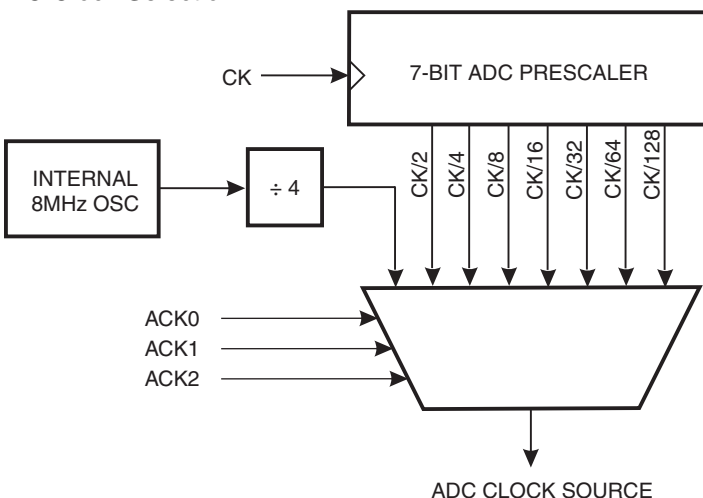 CK
7-BIT ADC PRESCALER
CK/2
CK/4
CK/8
CK/16
CK/32
CK/64
CK/128
INTERNAL
8MHz OSC
÷ 4
ACK0
ACK1
ACK2
ADC CLOCK SOURCE